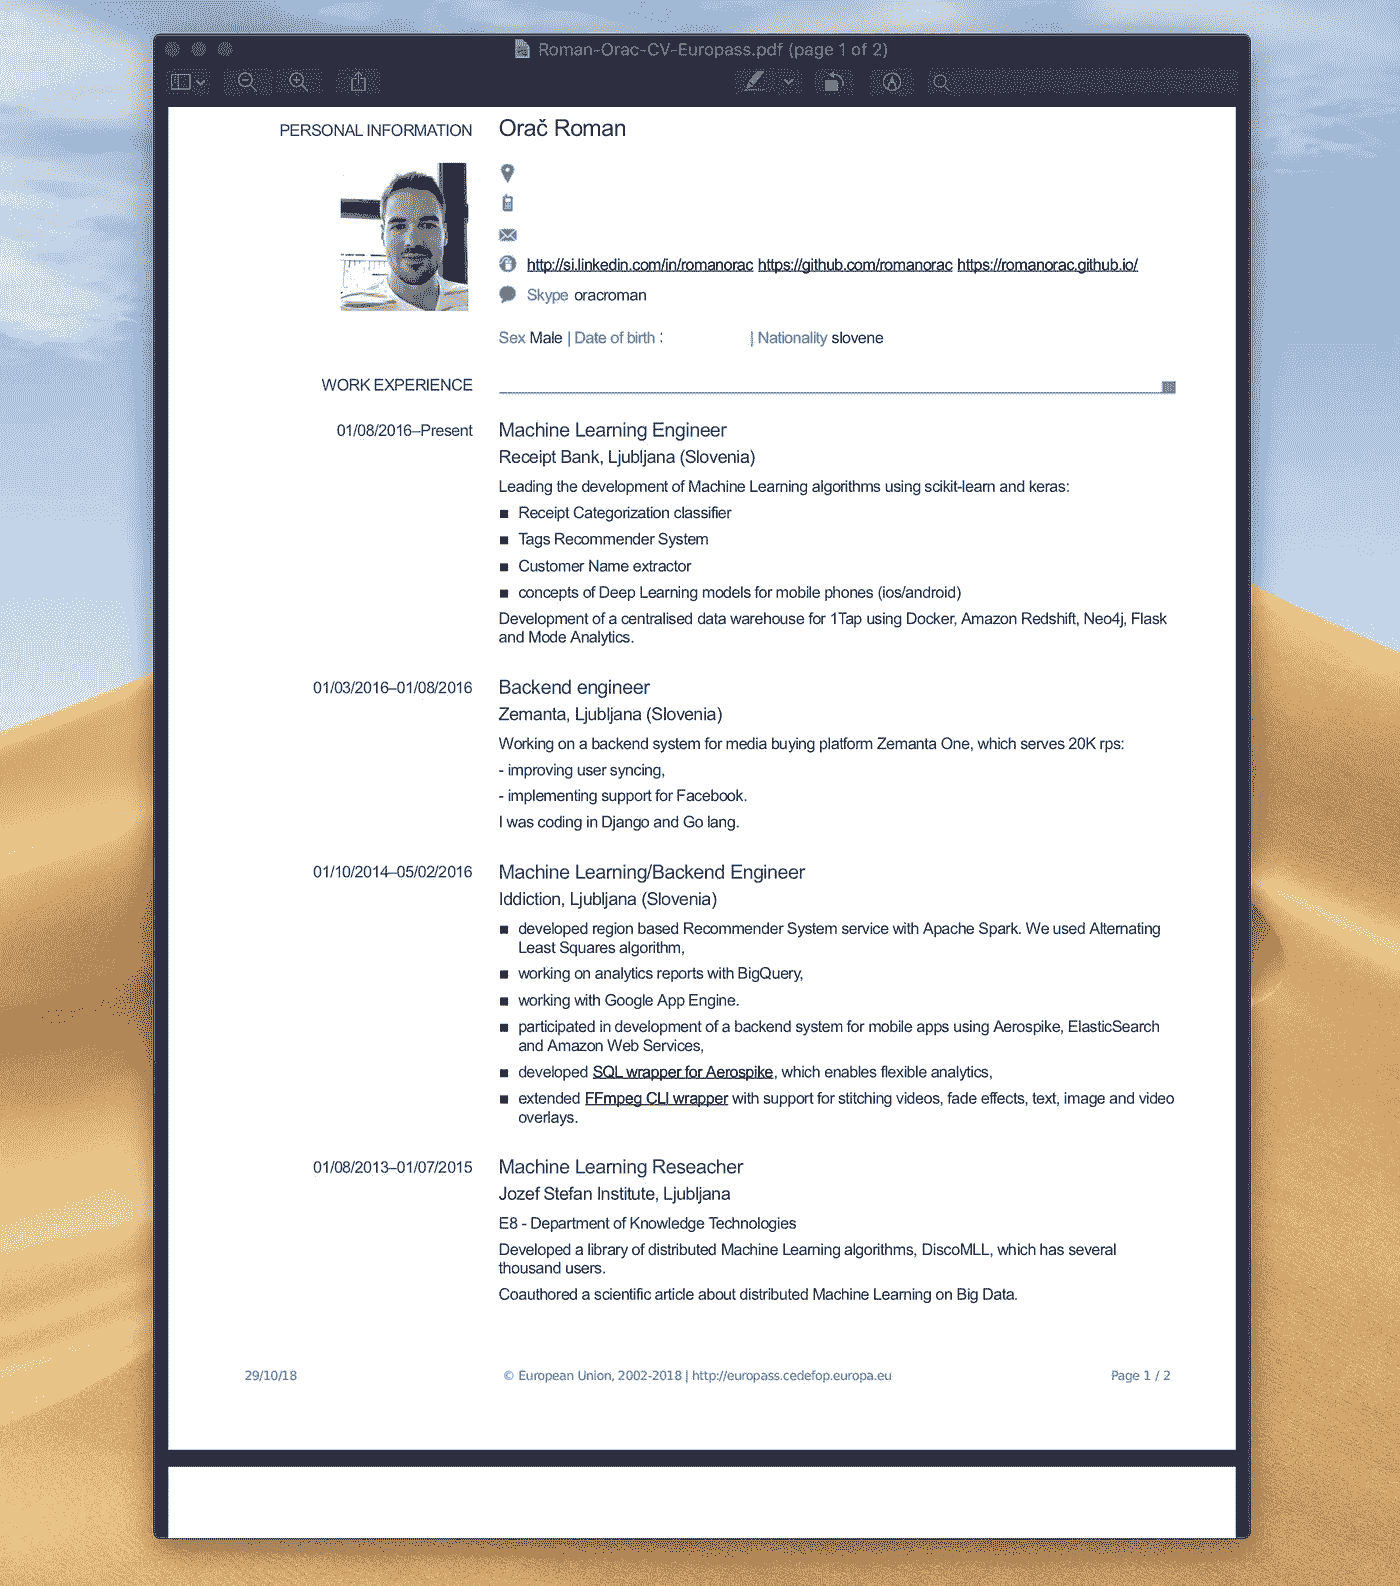 Roman-Orac-CV-Europass.pdf (page 1 of 2)
PERSONAL INFORMATION
Orač Roman
http://si.linkedin.com/in/romanorac https://github.com/romanorac https://romanorac.github.io/
Skype oracroman
Sex Male | Date of birth : | Nationality slovene
WORK EXPERIENCE
01/08/2016–Present
Machine Learning Engineer
Receipt Bank, Ljubljana (Slovenia)
Leading the development of Machine Learning algorithms using scikit-learn and keras:
■ Receipt Categorization classifier
■ Tags Recommender System
■ Customer Name extractor
■ concepts of Deep Learning models for mobile phones (ios/android)
Development of a centralised data warehouse for 1Tap using Docker, Amazon Redshift, Neo4j, Flask
and Mode Analytics.
01/03/2016–01/08/2016
Backend engineer
Zemanta, Ljubljana (Slovenia)
Working on a backend system for media buying platform Zemanta One, which serves 20K rps:
- improving user syncing,
- implementing support for Facebook.
I was coding in Django and Go lang.
01/10/2014–05/02/2016
Machine Learning/Backend Engineer
Iddiction, Ljubljana (Slovenia)
■ developed region based Recommender System service with Apache Spark. We used Alternating
Least Squares algorithm,
■ working on analytics reports with BigQuery,
■ working with Google App Engine.
■ participated in development of a backend system for mobile apps using Aerospike, ElasticSearch
and Amazon Web Services,
■ developed SQL wrapper for Aerospike, which enables flexible analytics,
■ extended FFmpeg CLI wrapper with support for stitching videos, fade effects, text, image and video
overlays.
01/08/2013–01/07/2015
Machine Learning Reseacher
Jozef Stefan Institute, Ljubljana
E8 - Department of Knowledge Technologies
Developed a library of distributed Machine Learning algorithms, DiscoMLL, which has several
thousand users.
Coauthored a scientific article about distributed Machine Learning on Big Data.
29/10/18
© European Union, 2002-2018 | http://europass.cedefop.europa.eu
Page 1 / 2